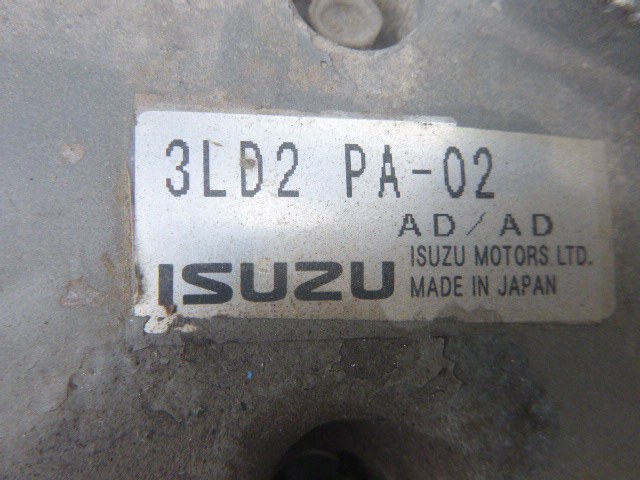 3LD2 PA-02
AD/AD
ISUZU
ISUZU MOTORS LTD.
MADE IN JAPAN